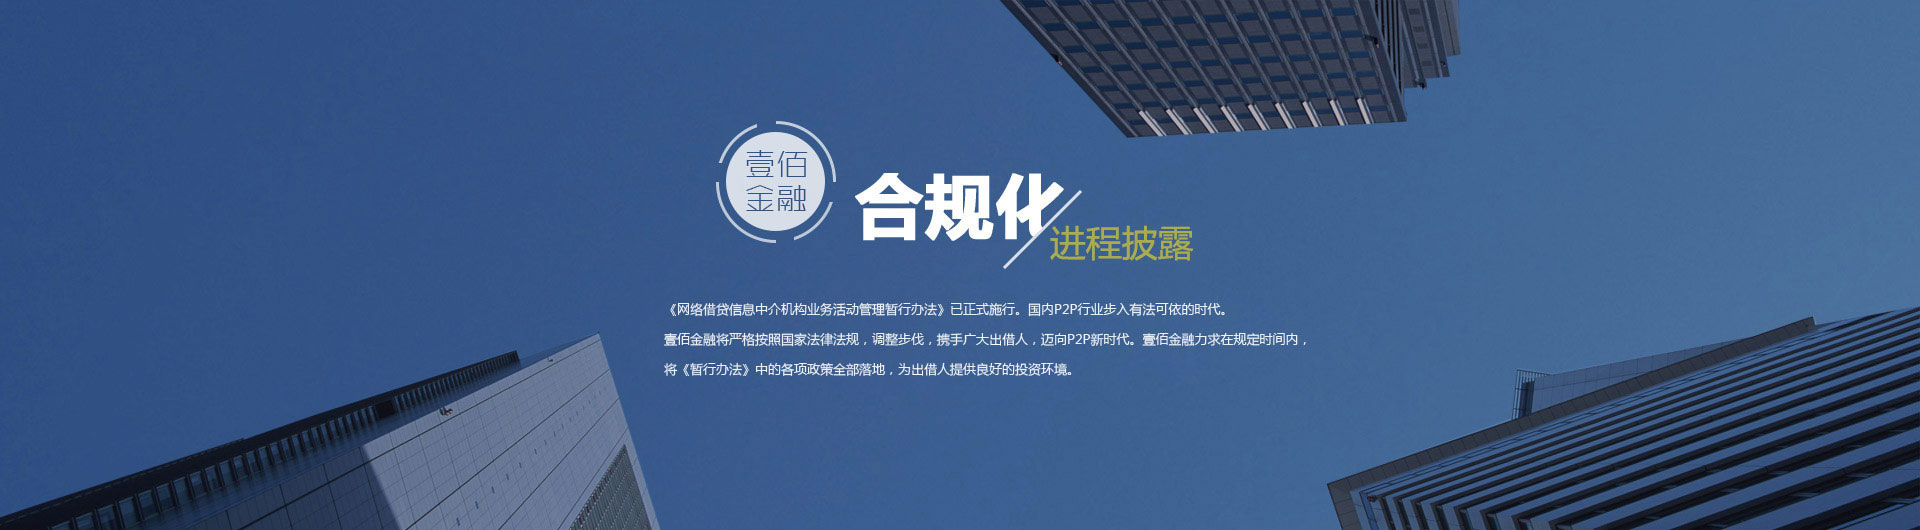 壹佰
金融
合规化
进程披露
《网络借贷信息中介机构业务活动管理暂行办法》已正式施行。国内P2P行业步入有法可依的时代。
壹佰金融将严格按照国家法律法规，调整步伐，携手广大出借人，迈向P2P新时代。壹佰金融力求在规定时间内，
将《暂行办法》中的各项政策全部落地，为出借人提供良好的投资环境。